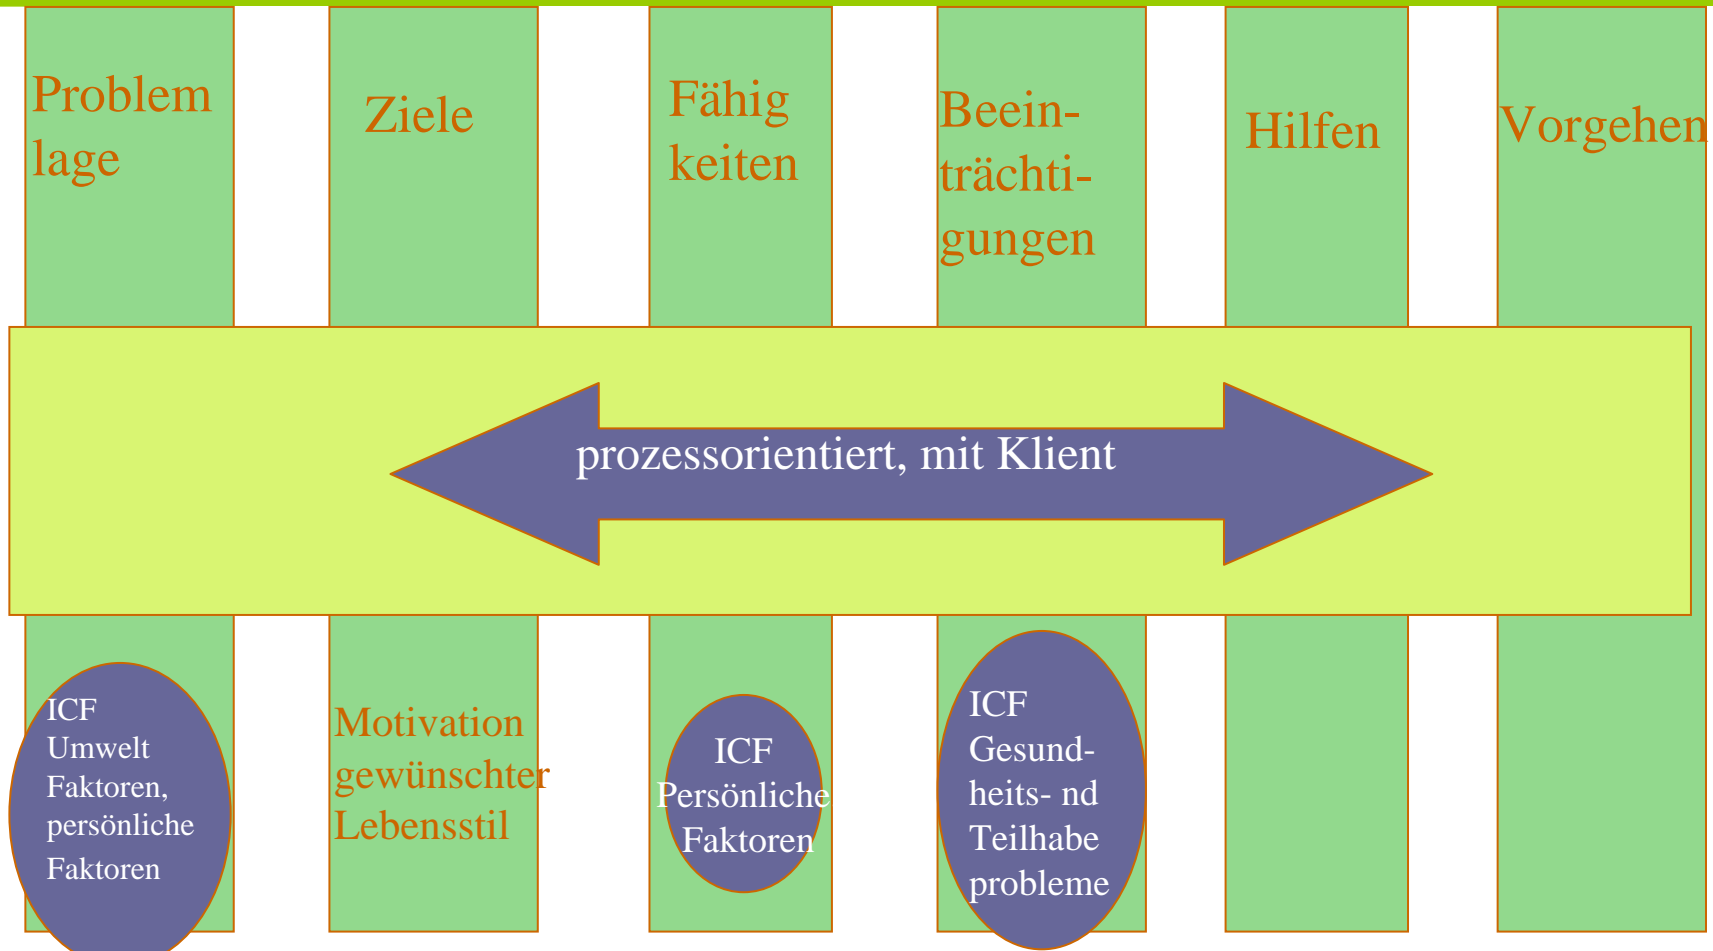 Problem
lage
Ziele
Fähig
keiten
Beein-
trächti-
gungen
Hilfen
Vorgehen
prozessorientiert, mit Klient
ICF
Umwelt
Faktoren,
persönliche
Faktoren
Motivation
gewünschter
Lebensstil
ICF
Persönliche
Faktoren
ICF
Gesund-
heits- nd
Teilhabe
probleme